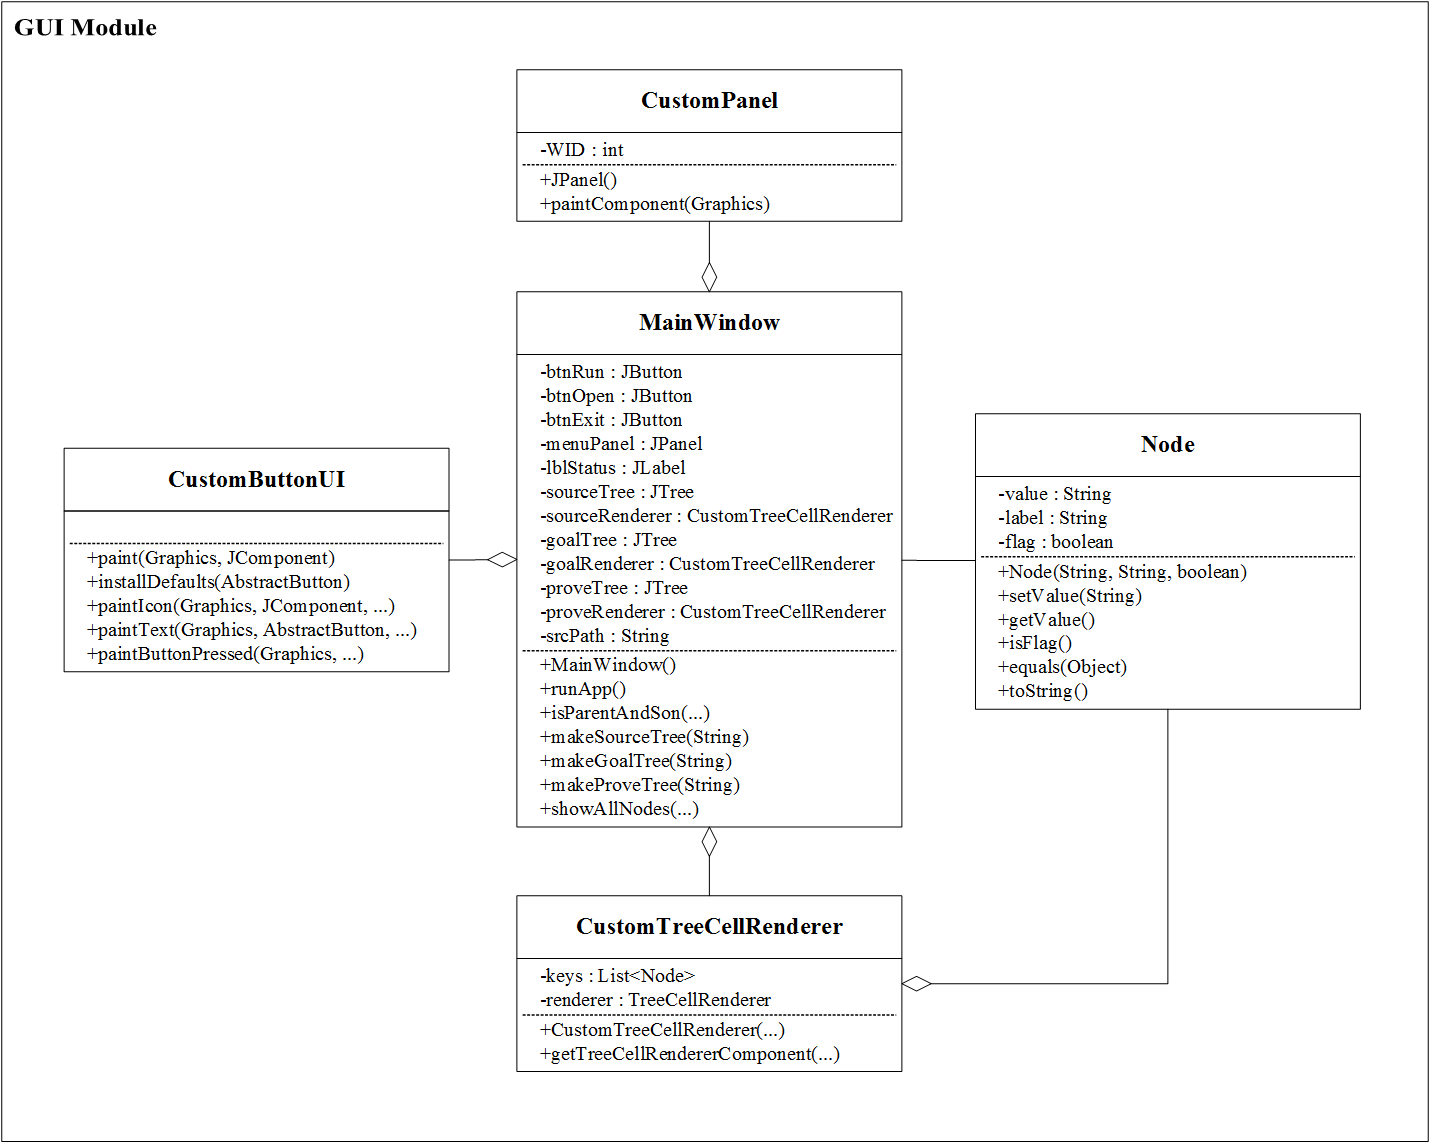 GUI Module
CustomPanel
-WID : int
+JPanel()
+paintComponent(Graphics)
MainWindow
-btnRun : JButton
-btnOpen : JButton
-btnExit : JButton
-menuPanel : JPanel
-lblStatus : JLabel
-sourceTree : JTree
-sourceRenderer : CustomTreeCellRenderer
-goalTree : JTree
-goalRenderer : CustomTreeCellRenderer
-proveTree : JTree
-proveRenderer : CustomTreeCellRenderer
-srcPath : String
+MainWindow()
+runApp()
+isParentAndSon(...)
+makeSourceTree(String)
+makeGoalTree(String)
+makeProveTree(String)
+showAllNodes(...)
CustomButtonUI
+paint(Graphics, JComponent)
+installDefaults(AbstractButton)
+paintIcon(Graphics, JComponent, ...)
+paintText(Graphics, AbstractButton, ...)
+paintButtonPressed(Graphics, ...)
Node
-value : String
-label : String
-flag : boolean
+Node(String, String, boolean)
+setValue(String)
+getValue()
+isFlag()
+equals(Object)
+toString()
CustomTreeCellRenderer
-keys : List<Node>
-renderer : TreeCellRenderer
+CustomTreeCellRenderer(...)
+getTreeCellRendererComponent(...)